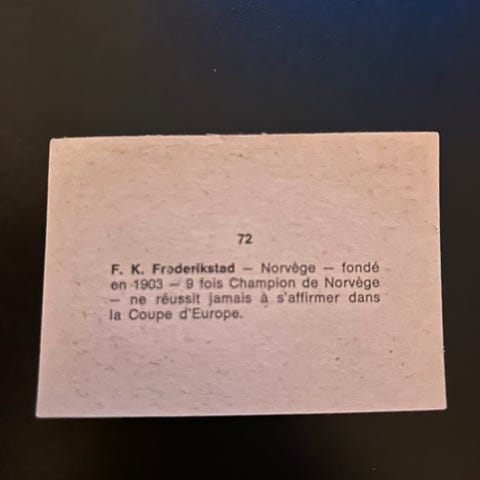 72
F. K. Frederikstad — Norvège — fondé
en 1903 — 9 fois Champion de Norvège
— ne réussit jamais à s'affirmer dans
la Coupe d'Europe.